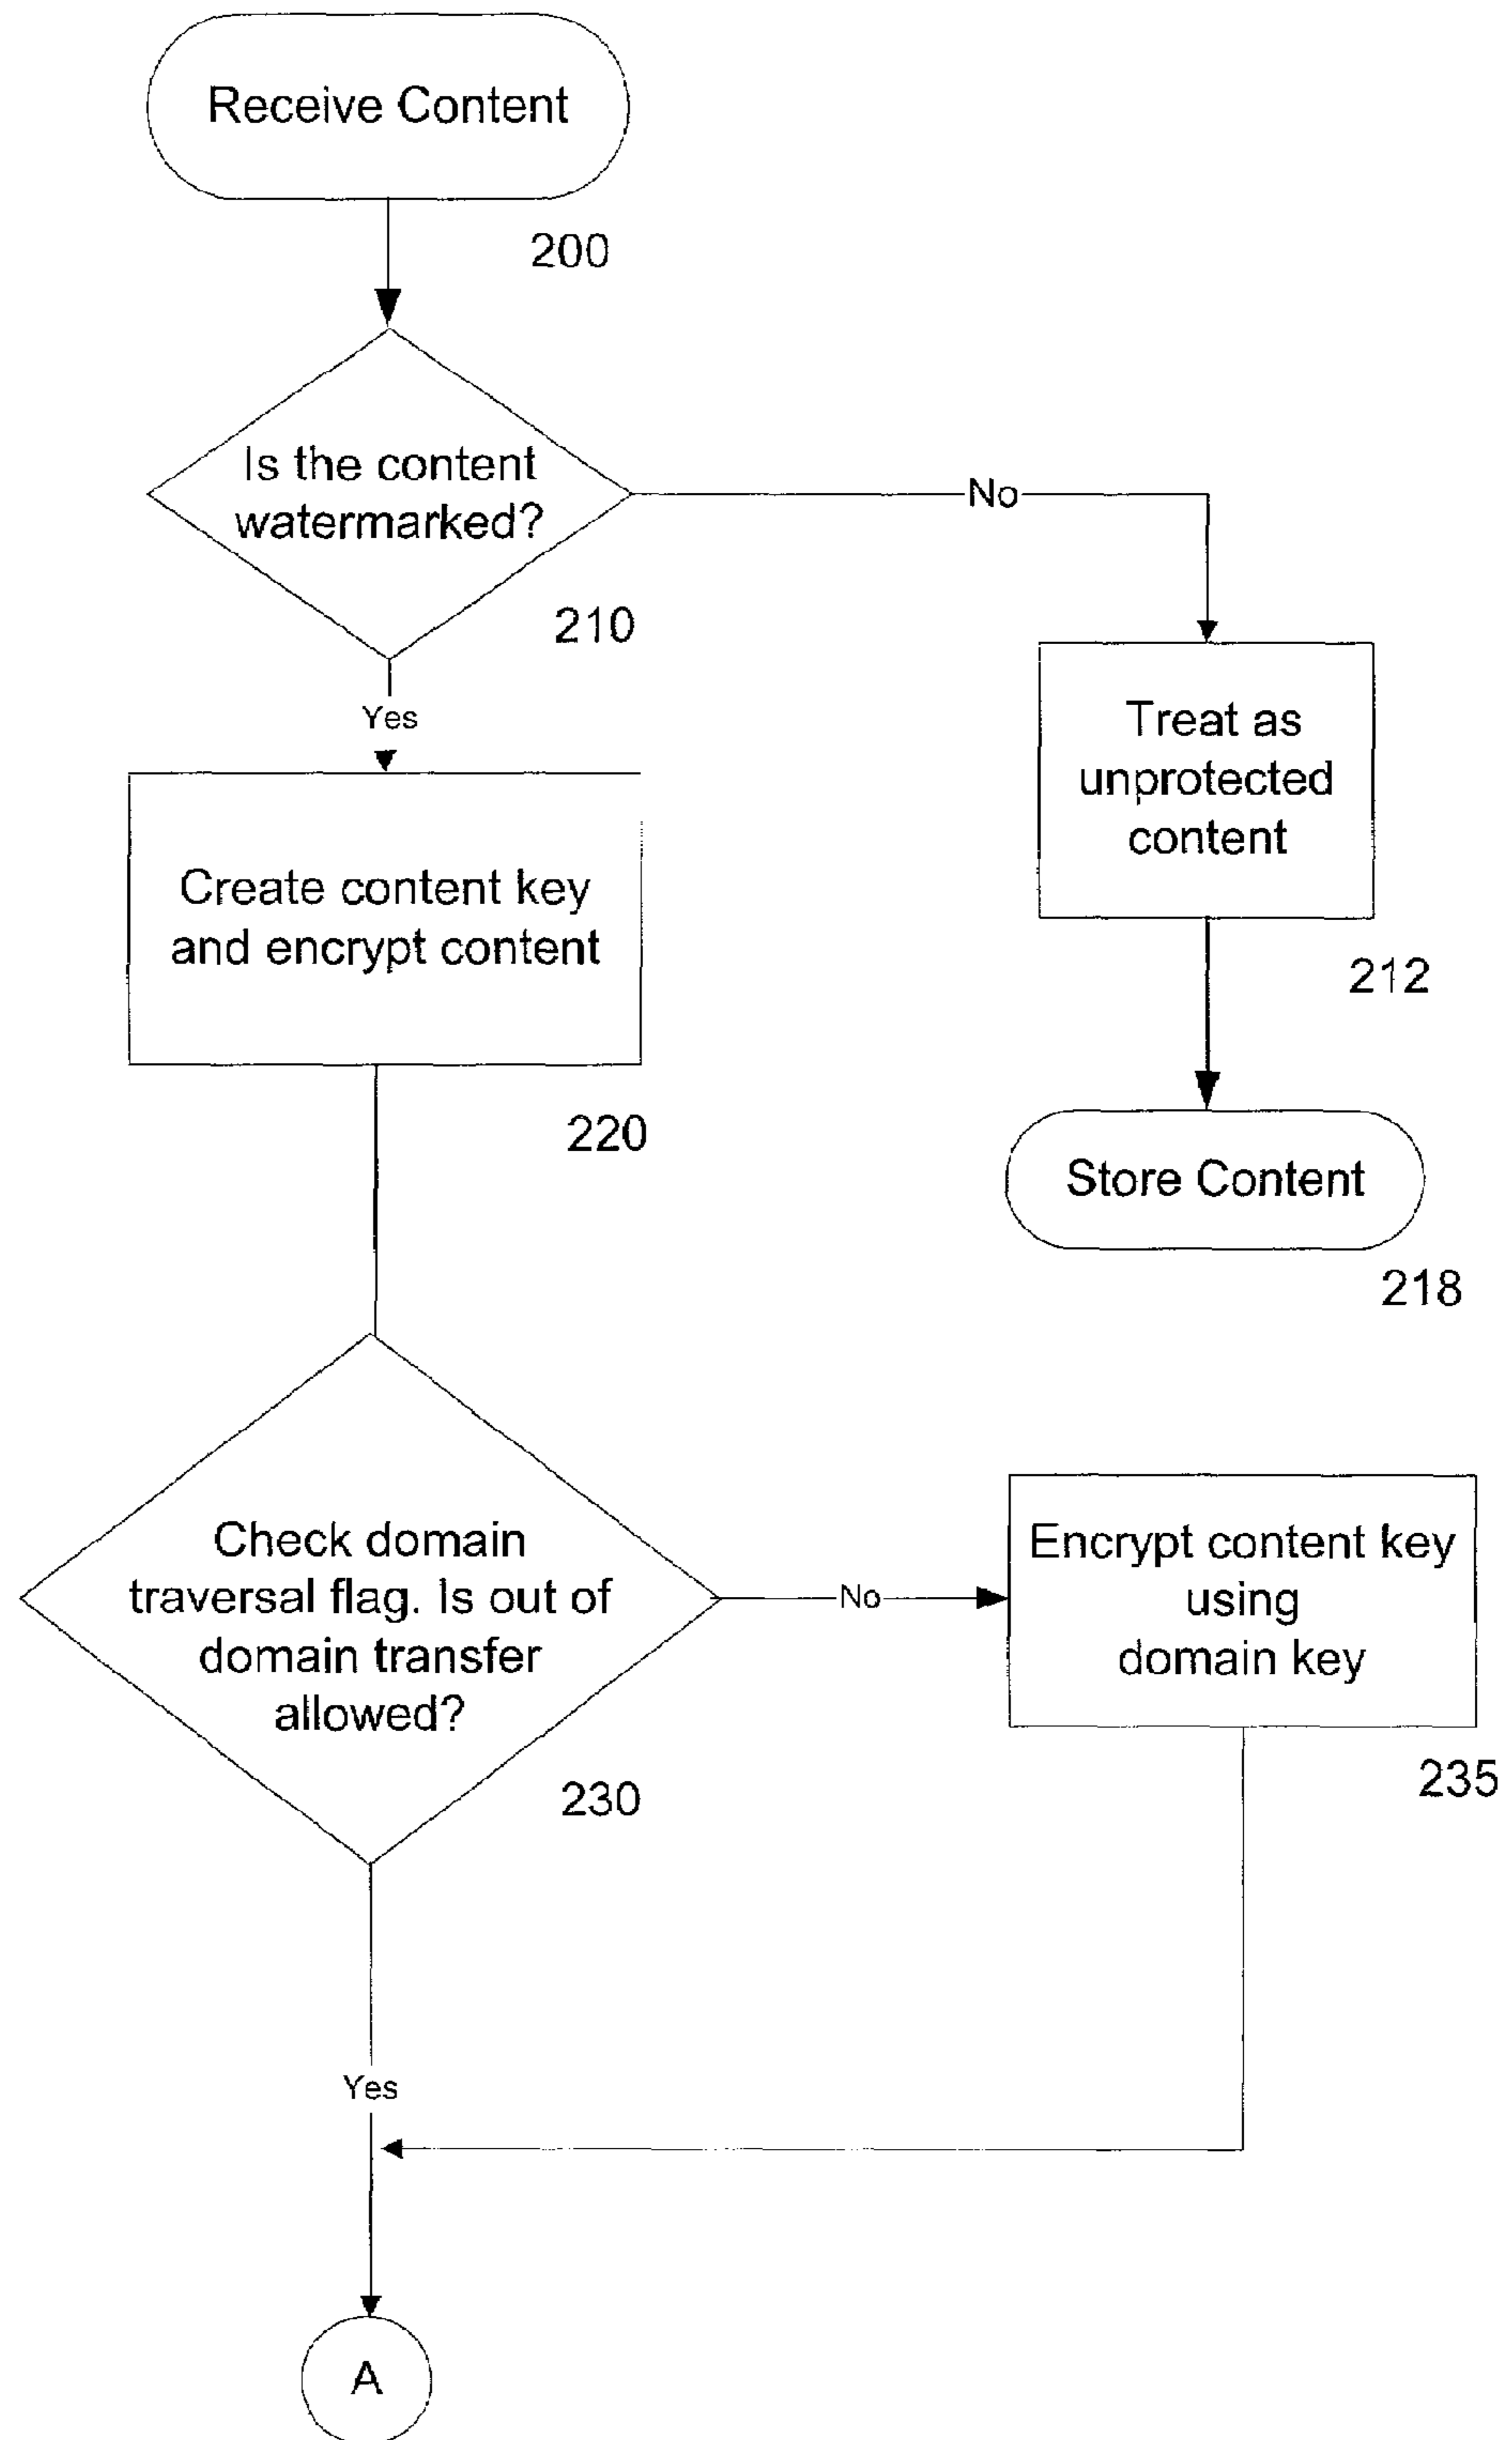 Receive Content
200
Is the content
watermarked?
No
210
Yes
Treat as
unprotected
content
212
Create content key
and encrypt content
220
Store Content
218
Check domain
traversal flag. Is out of
domain transfer
allowed?
No
Encrypt content key
using
domain key
230
235
Yes
A